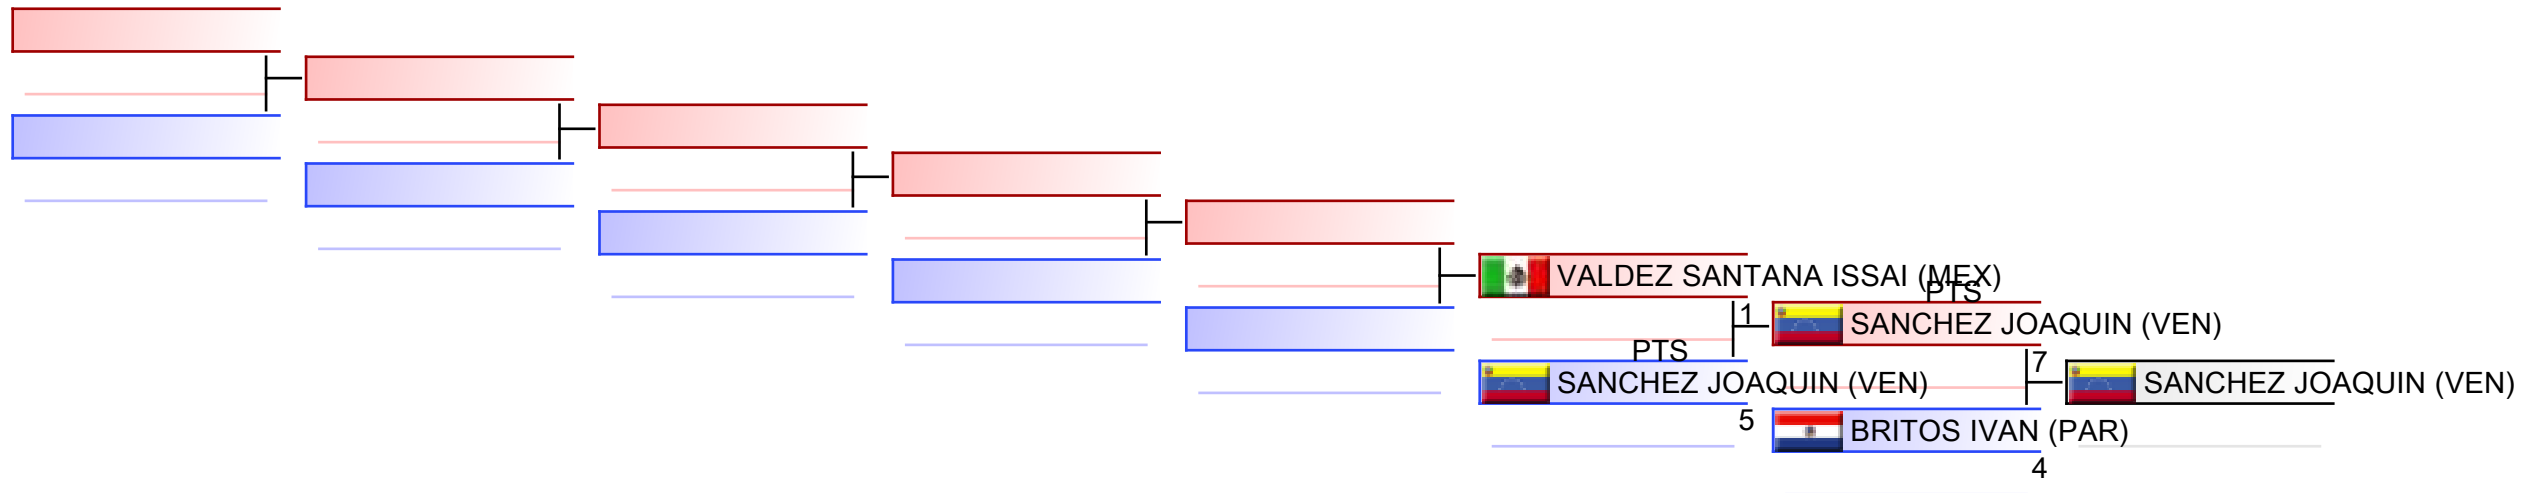 VALDEZ SANTANA ISSAI (MEX)
1
PTS
SANCHEZ JOAQUIN (VEN)
5
PTS
SANCHEZ JOAQUIN (VEN)
7
BRITOS IVAN (PAR)
4
SANCHEZ JOAQUIN (VEN)